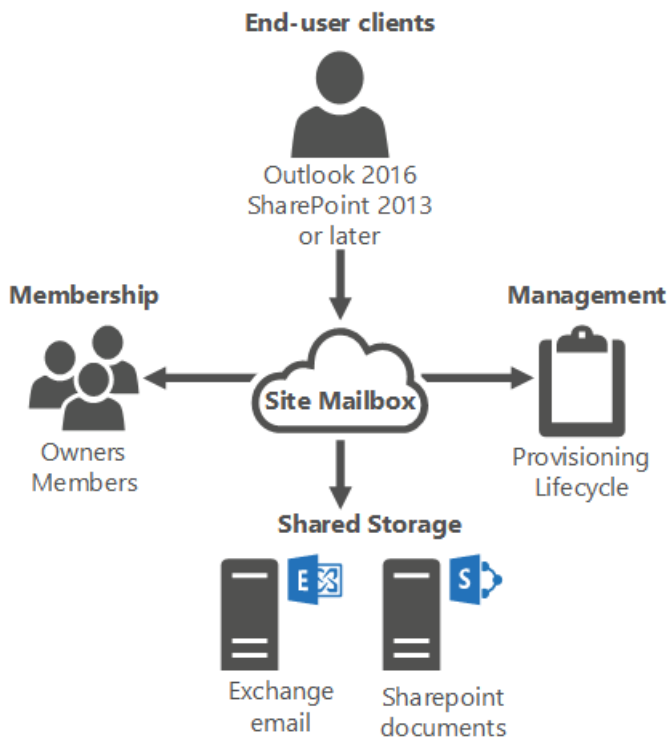 End-user clients
Outlook 2016
SharePoint 2013
or later
Membership
Management
Site Mailbox
Owners
Members
Provisioning
Lifecycle
Shared Storage
E
S
Exchange
email
Sharepoint
documents